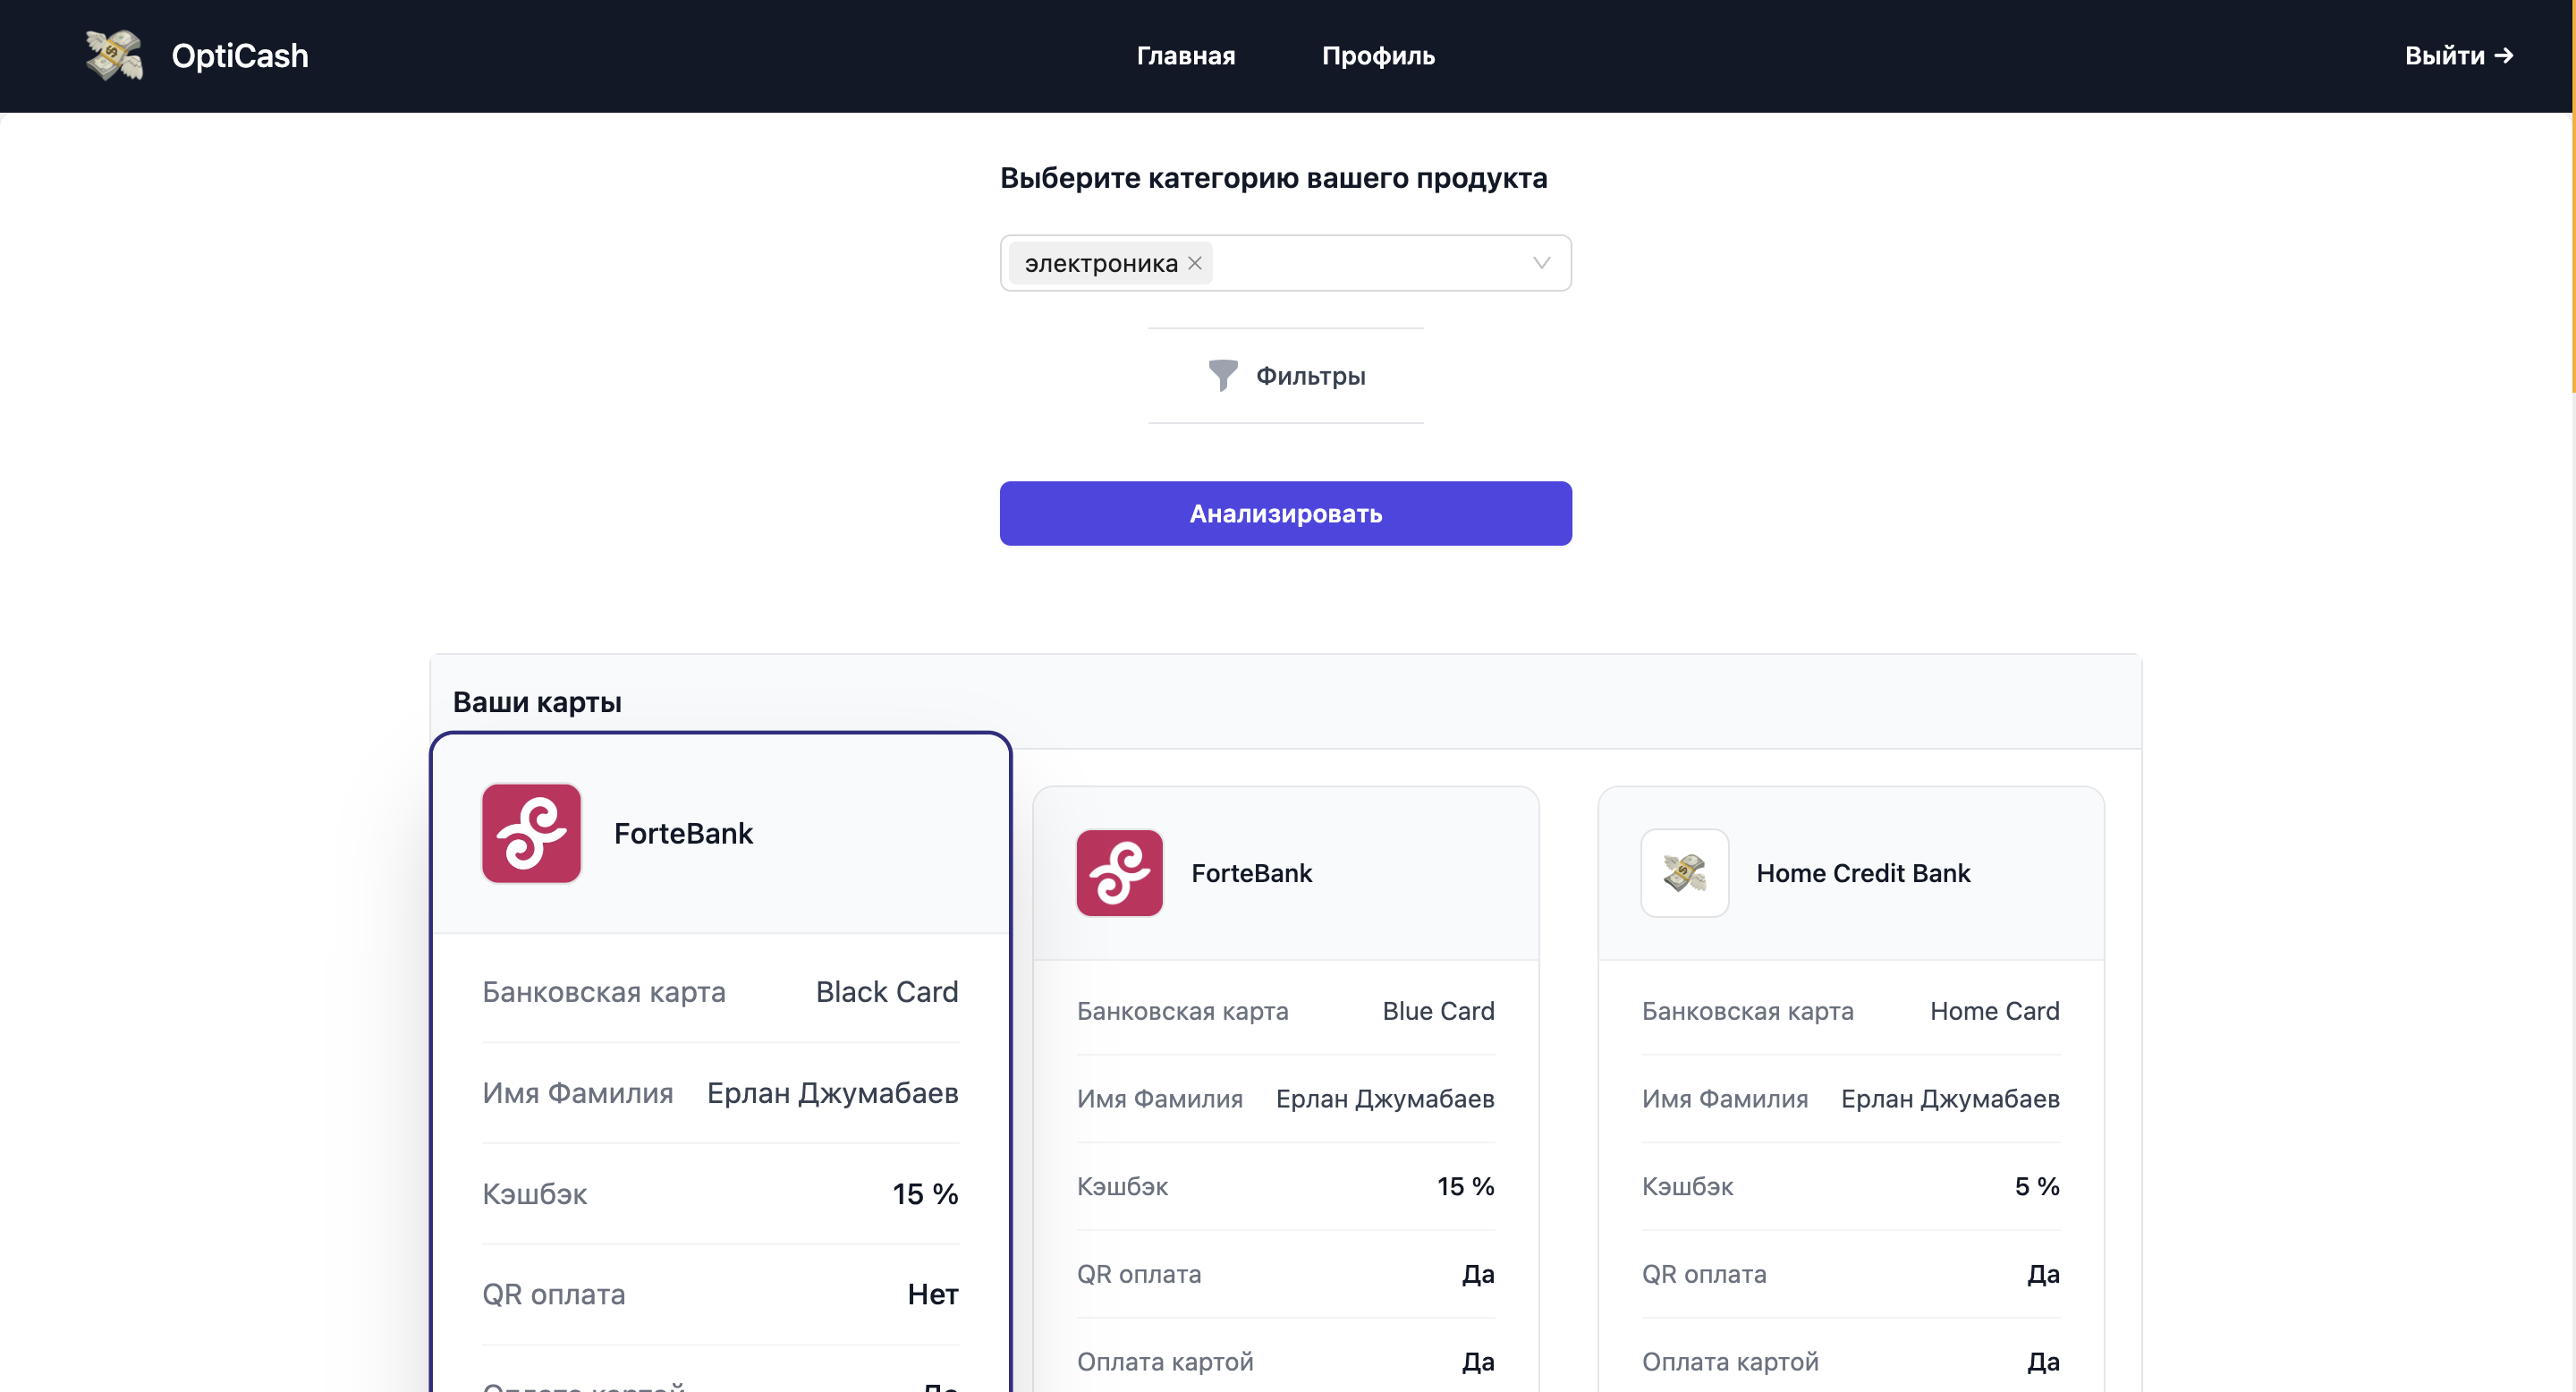 OptiCash
Главная
Профиль
Выйти →
Выберите категорию вашего продукта
электроника
Фильтры
Анализировать
Ваши карты
ForteBank
Банковская карта Black Card
Имя Фамилия Ерлан Джумабаев
Кэшбэк 15 %
QR оплата Нет
Оплата картой Да
ForteBank
Банковская карта Blue Card
Имя Фамилия Ерлан Джумабаев
Кэшбэк 15 %
QR оплата Да
Оплата картой Да
Home Credit Bank
Банковская карта Home Card
Имя Фамилия Ерлан Джумабаев
Кэшбэк 5 %
QR оплата Да
Оплата картой Да